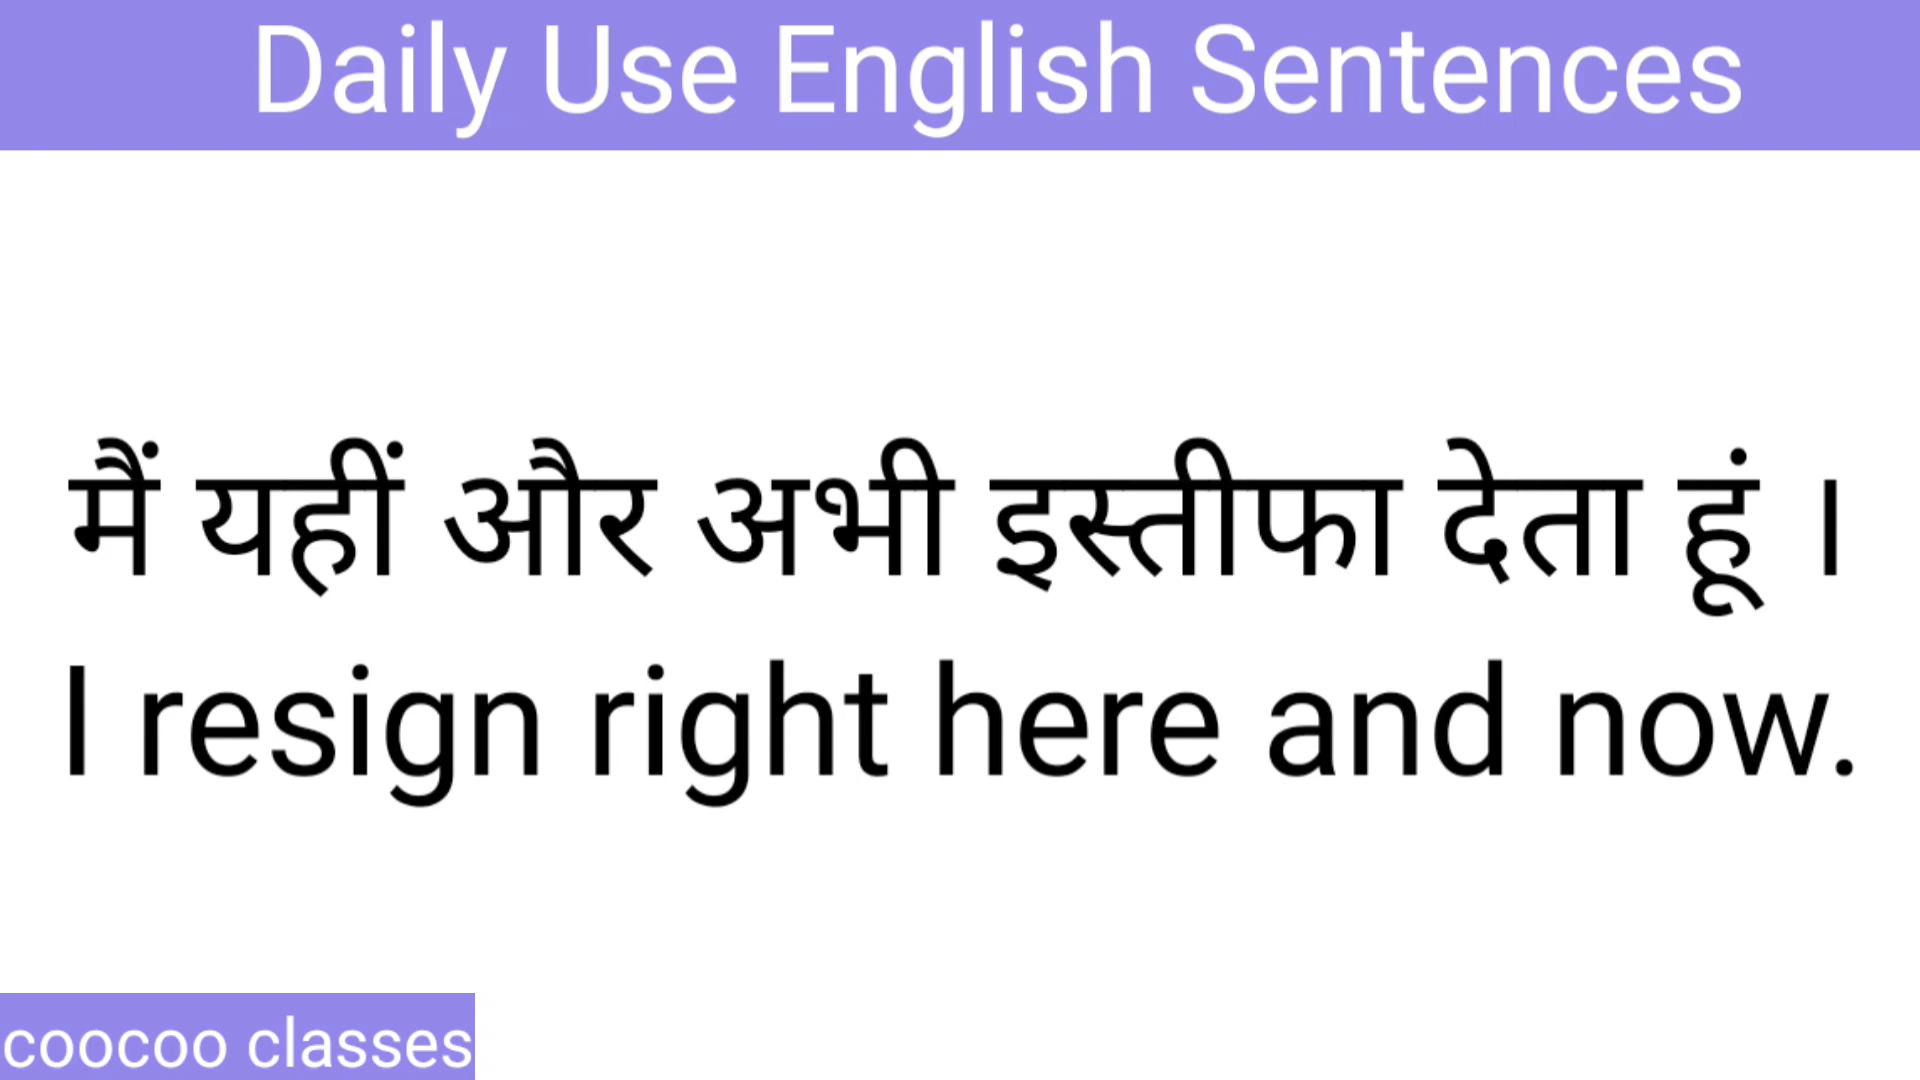 Daily Use English Sentences
मैं यहीं और अभी इस्तीफा देता हूं ।
I resign right here and now.
coocoo classes